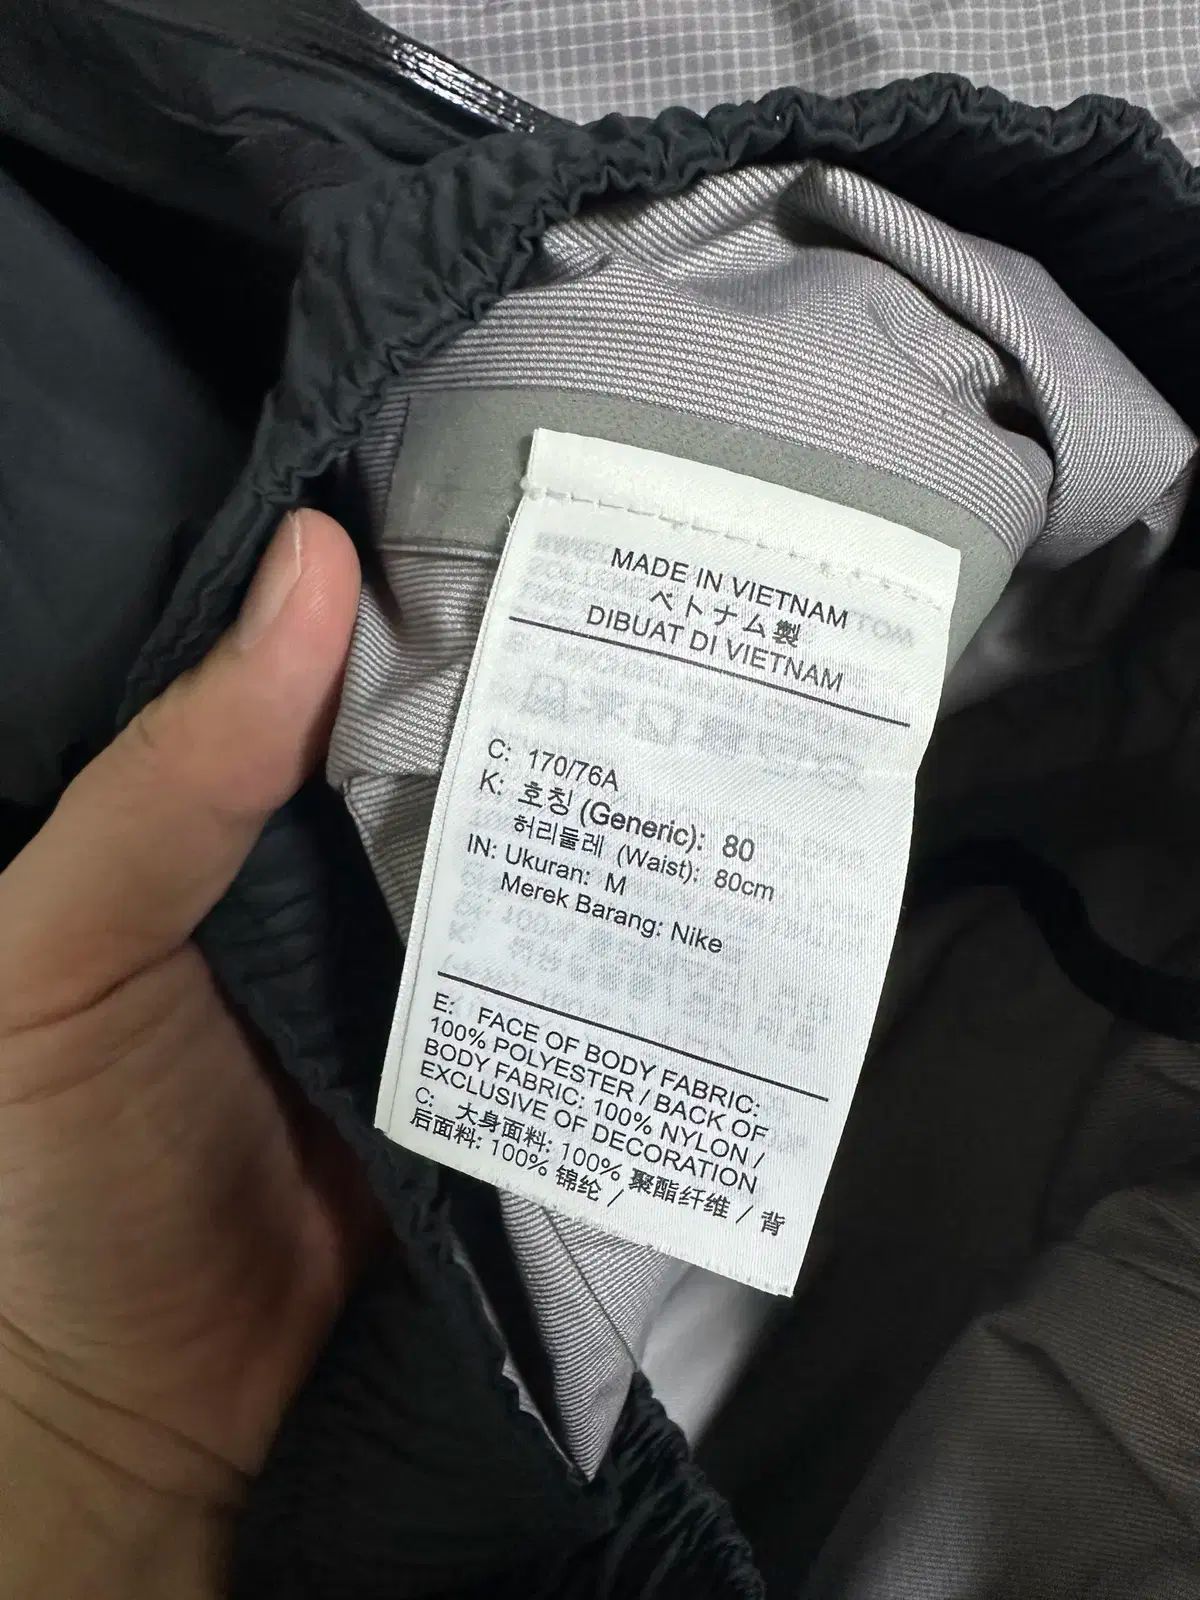 MADE IN VIETNAM
ベトナム製
DIBUAT DI VIETNAM
C: 170/76A
K: 호칭 (Generic): 80
허리둘레 (Waist): 80cm
IN: Ukuran: M
Merek Barang: Nike
E: FACE OF BODY FABRIC:
100% POLYESTER / BACK OF
BODY FABRIC: 100% NYLON /
EXCLUSIVE OF DECORATION
C: 大身面料: 100% 聚酯纤维 / 背
后面料: 100% 锦纶 /